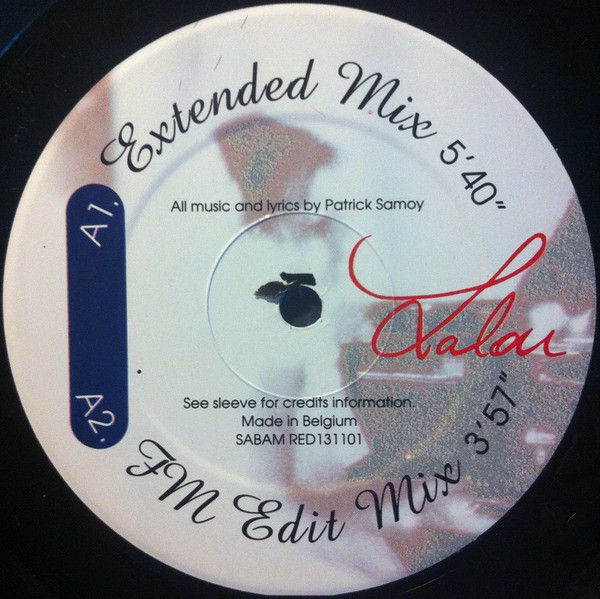 A1. Extended Mix 5'40"
All music and lyrics by Patrick Samoy
Lalou
See sleeve for credits information.
Made in Belgium
SABAM RED131101
A2. FM Edit Mix 3'57"